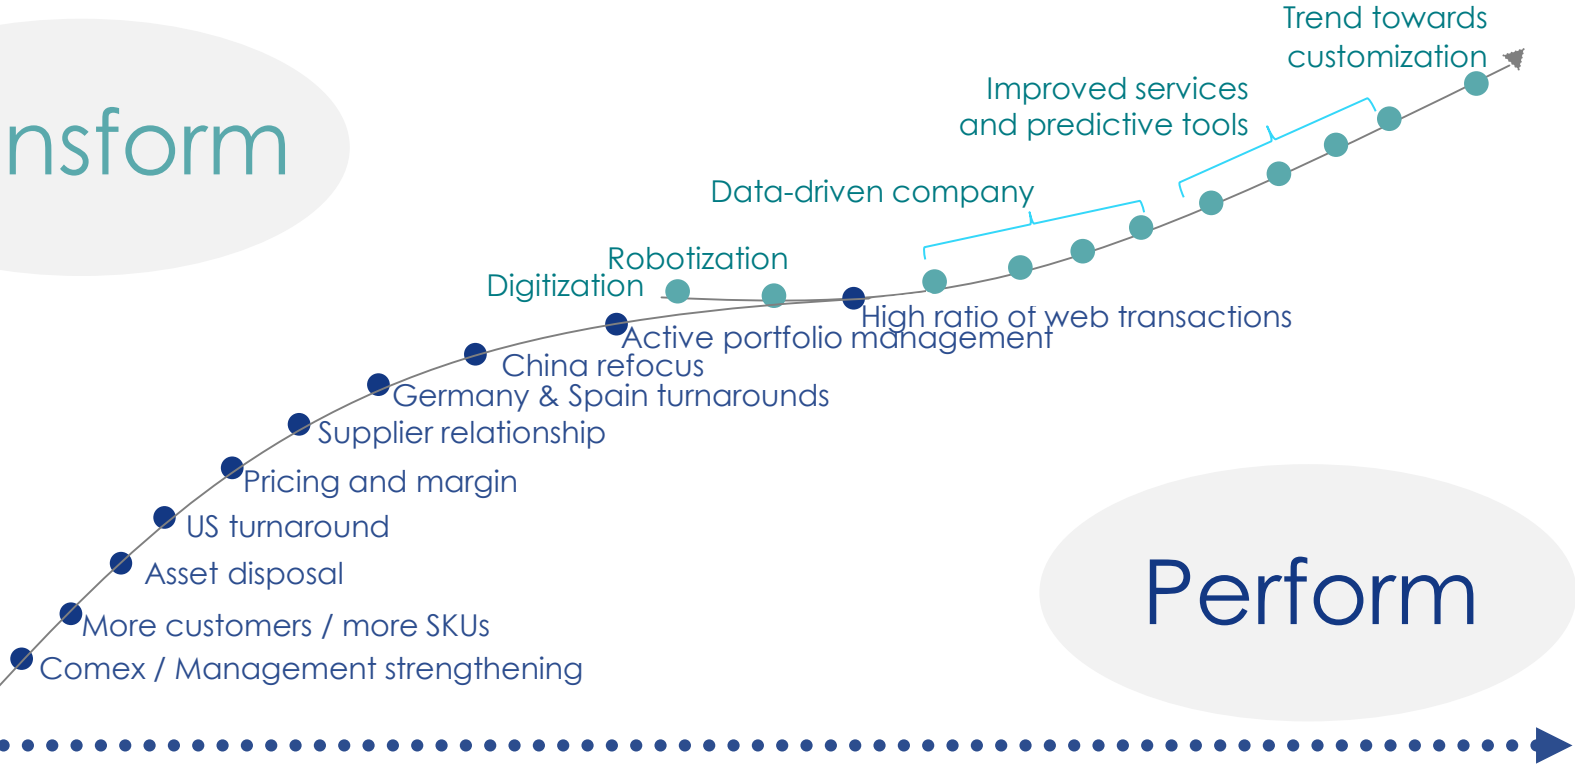 Trend towards
customization
Improved services
and predictive tools
nsform
Data-driven company
Robotization
Digitization
High ratio of web transactions
Active portfolio management
China refocus
Germany & Spain turnarounds
Supplier relationship
Pricing and margin
US turnaround
Asset disposal
More customers / more SKUs
Comex / Management strengthening
Perform